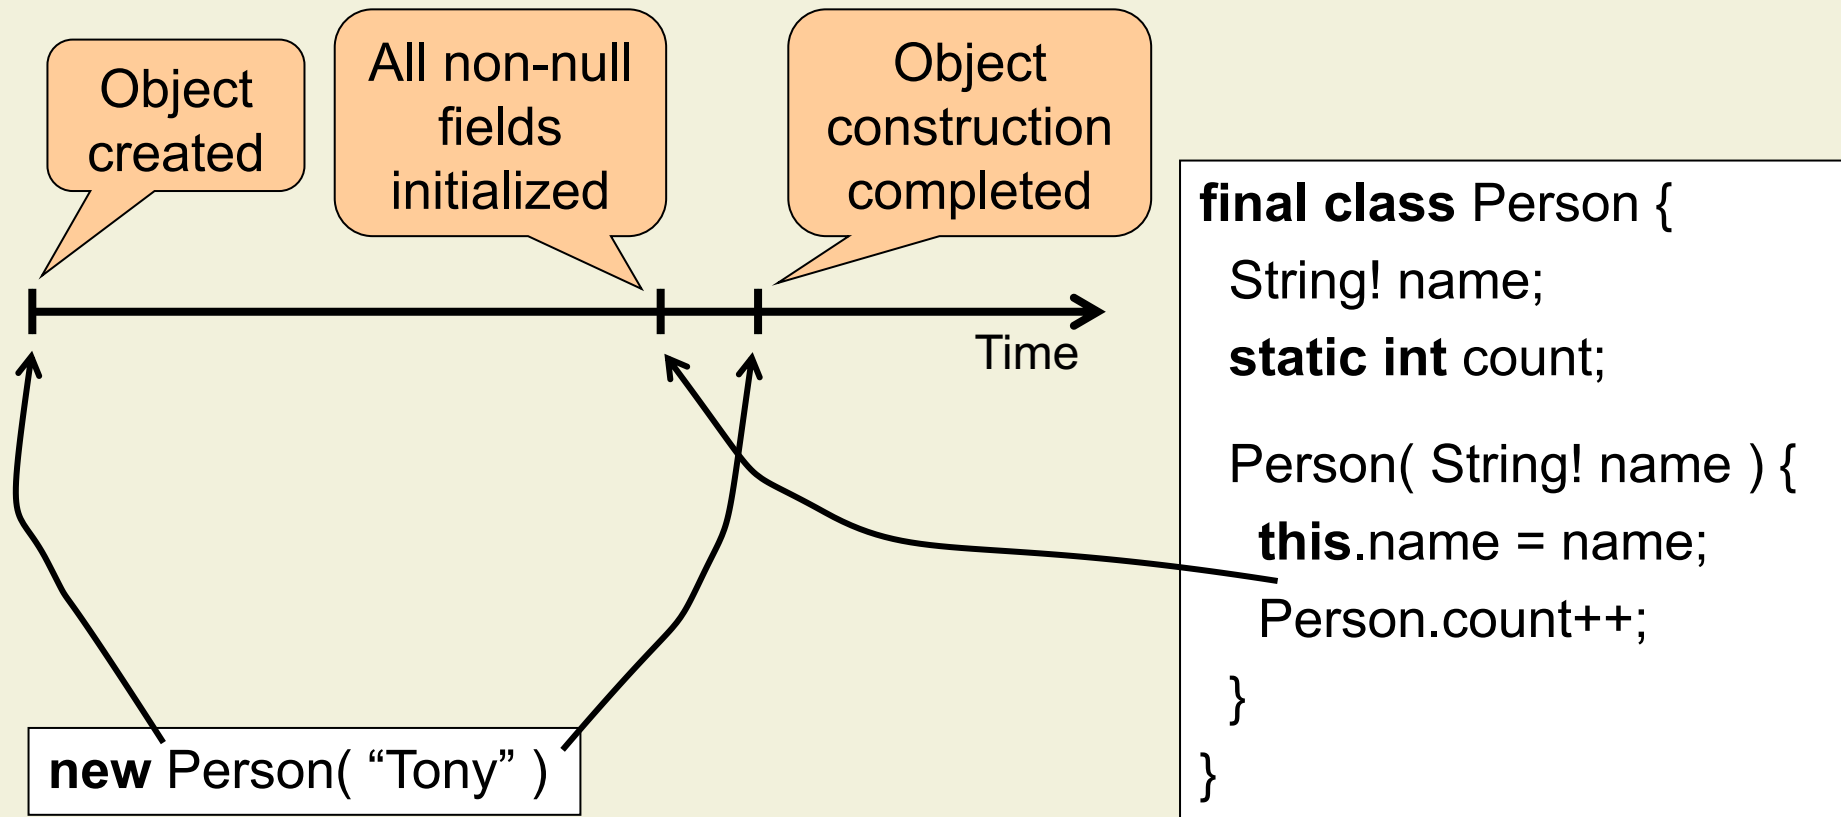 Object
created
All non-null
fields
initialized
Object
construction
completed
Time
new Person( “Tony” )
final class Person {
String! name;
static int count;
Person( String! name ) {
this.name = name;
Person.count++;
}
}